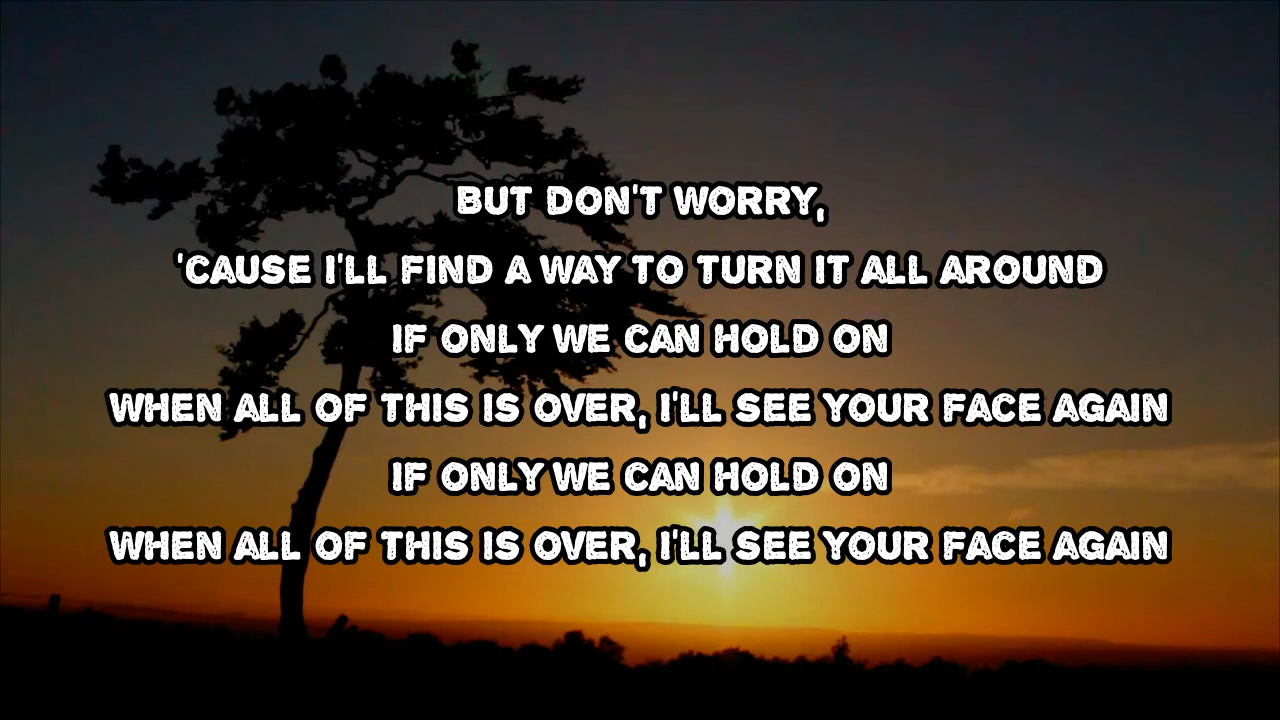 BUT DON'T WORRY,
'CAUSE I'LL FIND A WAY TO TURN IT ALL AROUND
IF ONLY WE CAN HOLD ON
WHEN ALL OF THIS IS OVER, I'LL SEE YOUR FACE AGAIN
IF ONLY WE CAN HOLD ON
WHEN ALL OF THIS IS OVER, I'LL SEE YOUR FACE AGAIN